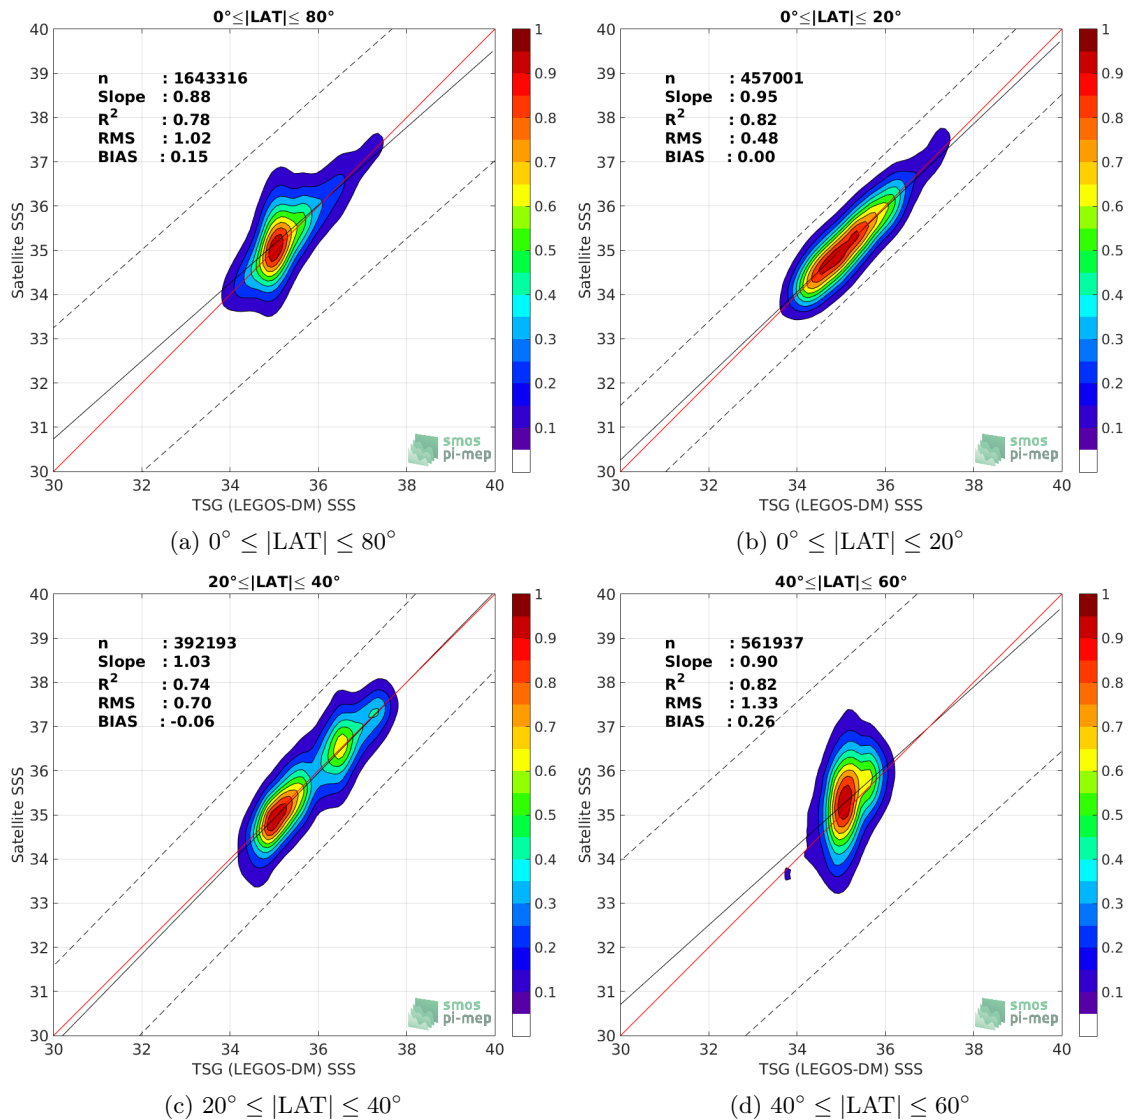 0°≤|LAT|≤ 80°
n : 1643316
Slope : 0.88
R² : 0.78
RMS : 1.02
BIAS : 0.15
Satellite SSS
40
39
38
37
36
35
34
33
32
31
30
30 32 34 36 38 40
TSG (LEGOS-DM) SSS
1
0.9
0.8
0.7
0.6
0.5
0.4
0.3
0.2
0.1
smos
pi-mep
(a) 0° ≤ |LAT| ≤ 80°
0°≤|LAT|≤ 20°
n : 457001
Slope : 0.95
R² : 0.82
RMS : 0.48
BIAS : 0.00
Satellite SSS
40
39
38
37
36
35
34
33
32
31
30
30 32 34 36 38 40
TSG (LEGOS-DM) SSS
1
0.9
0.8
0.7
0.6
0.5
0.4
0.3
0.2
0.1
smos
pi-mep
(b) 0° ≤ |LAT| ≤ 20°
20°≤|LAT|≤ 40°
n : 392193
Slope : 1.03
R² : 0.74
RMS : 0.70
BIAS : -0.06
Satellite SSS
40
39
38
37
36
35
34
33
32
31
30
30 32 34 36 38 40
TSG (LEGOS-DM) SSS
1
0.9
0.8
0.7
0.6
0.5
0.4
0.3
0.2
0.1
smos
pi-mep
(c) 20° ≤ |LAT| ≤ 40°
40°≤|LAT|≤ 60°
n : 561937
Slope : 0.90
R² : 0.82
RMS : 1.33
BIAS : 0.26
Satellite SSS
40
39
38
37
36
35
34
33
32
31
30
30 32 34 36 38 40
TSG (LEGOS-DM) SSS
1
0.9
0.8
0.7
0.6
0.5
0.4
0.3
0.2
0.1
smos
pi-mep
(d) 40° ≤ |LAT| ≤ 60°